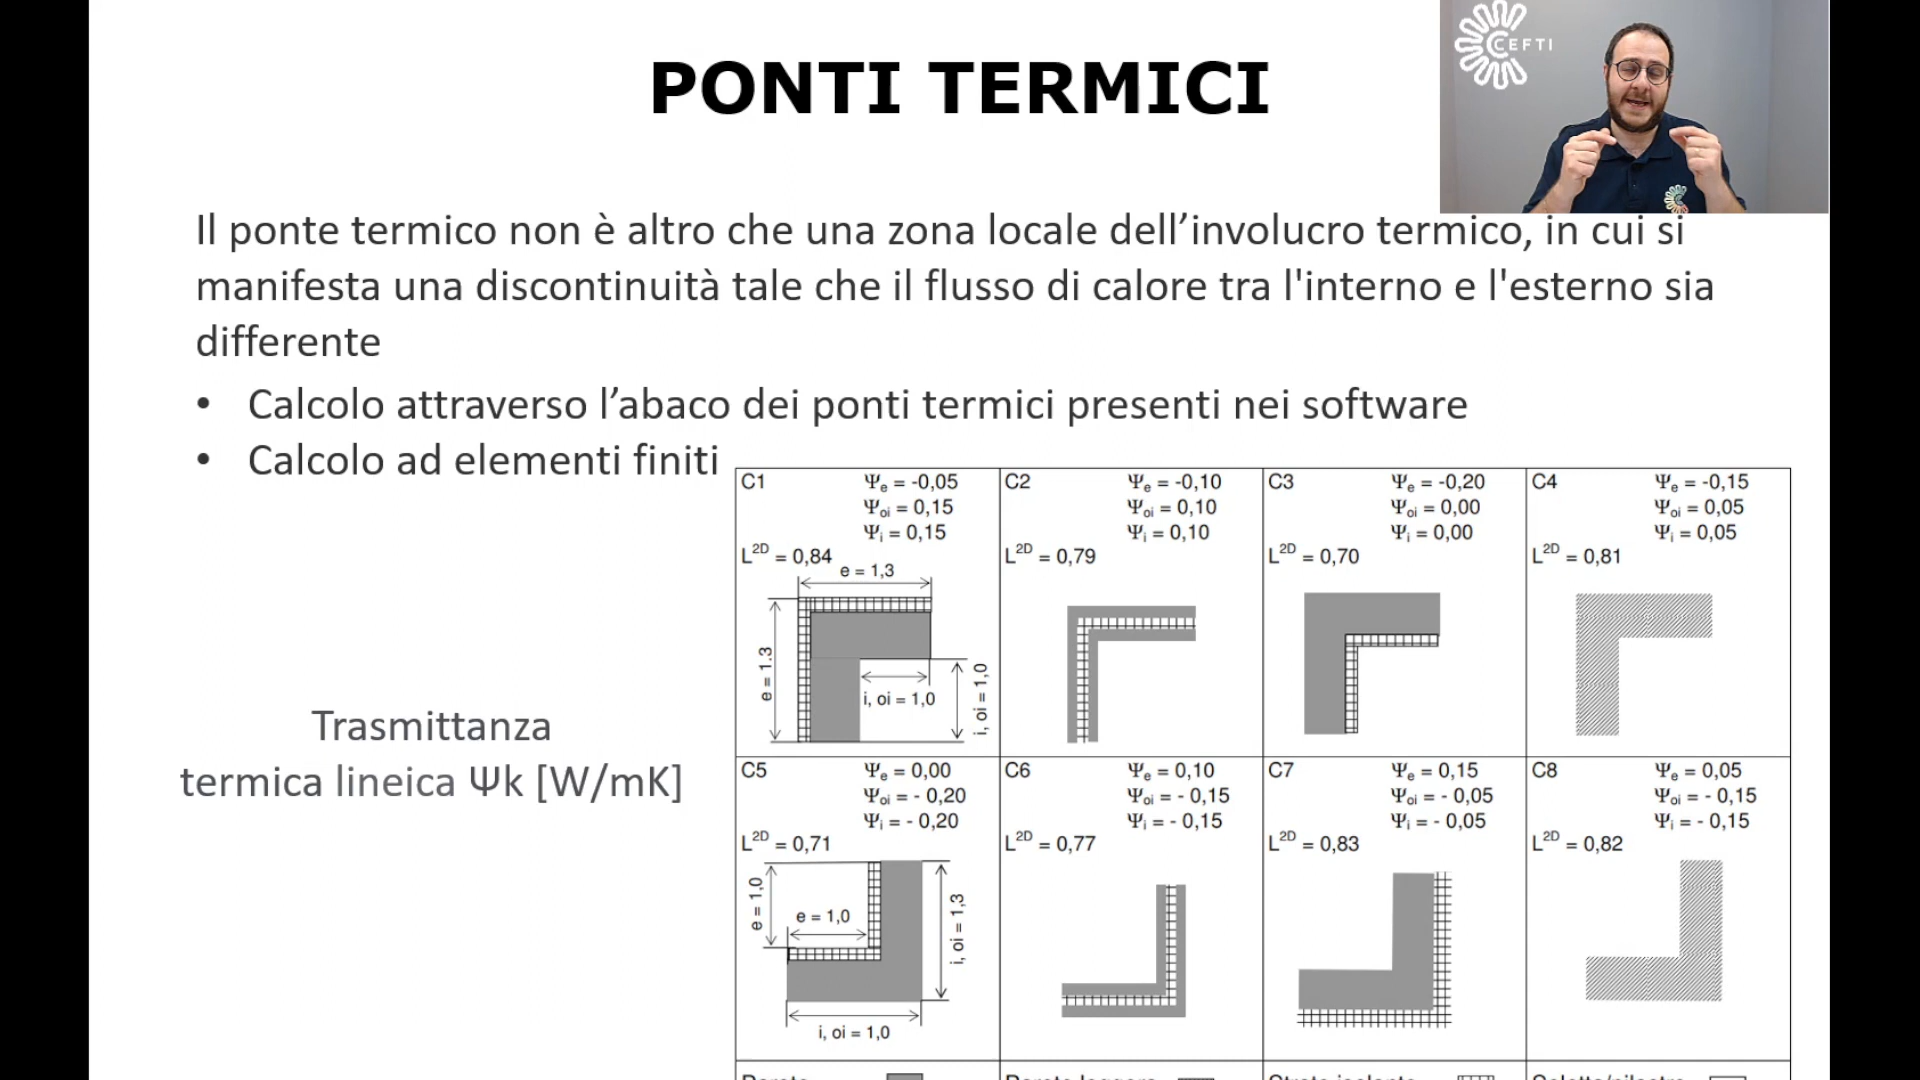 PONTI TERMICI
CEFTI
Il ponte termico non è altro che una zona locale dell’involucro termico, in cui si
manifesta una discontinuità tale che il flusso di calore tra l'interno e l'esterno sia
differente
• Calcolo attraverso l’abaco dei ponti termici presenti nei software
• Calcolo ad elementi finiti
Trasmittanza
termica lineica Ψk [W/mK]
C1
Ψe = -0,05
Ψoi = 0,15
Ψi = 0,15
L2D = 0,84
e = 1,3
e = 1.3
i, oi = 1,0
i, oi = 1,0
C2
Ψe = -0,10
Ψoi = 0,10
Ψi = 0,10
L2D = 0,79
C3
Ψe = -0,20
Ψoi = 0,00
Ψi = 0,00
L2D = 0,70
C4
Ψe = -0,15
Ψoi = 0,05
Ψi = 0,05
L2D = 0,81
C5
Ψe = 0,00
Ψoi = - 0,20
Ψi = - 0,20
L2D = 0,71
e = 1,0
e = 1,0
i, oi = 1,3
i, oi = 1,0
C6
Ψe = 0,10
Ψoi = - 0,15
Ψi = - 0,15
L2D = 0,77
C7
Ψe = 0,15
Ψoi = - 0,05
Ψi = - 0,05
L2D = 0,83
C8
Ψe = 0,05
Ψoi = - 0,15
Ψi = - 0,15
L2D = 0,82